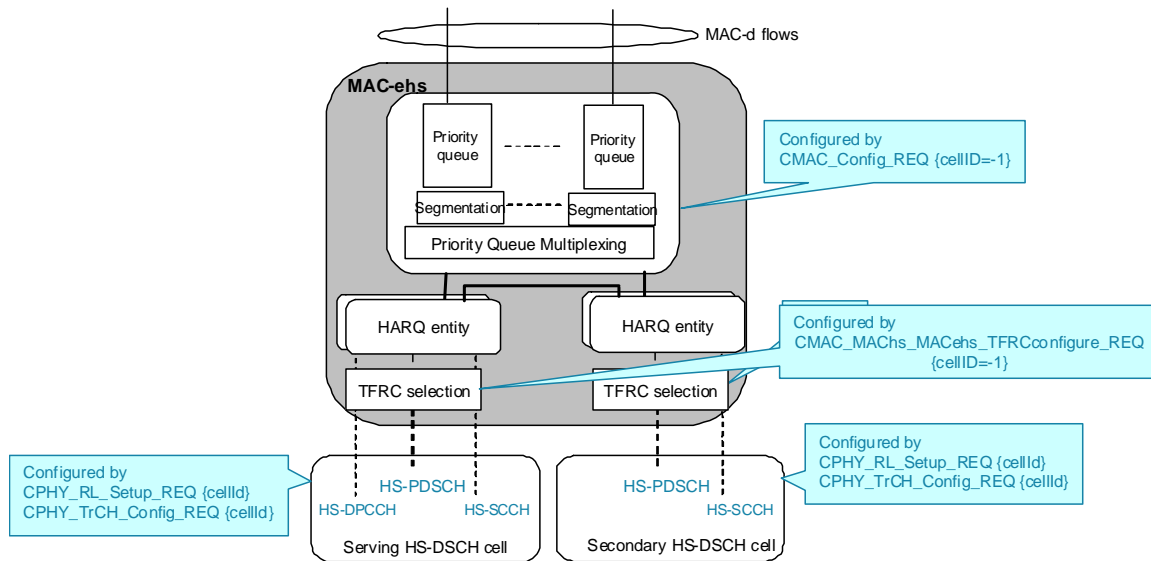 MAC-d flows
MAC-ehs
Priority
queue
Priority
queue
Configured by
CMAC_Config_REQ {cellID=-1}
Segmentation
Segmentation
Priority Queue Multiplexing
HARQ entity
HARQ entity
Configured by
CMAC_MAChs_MACehs_TFRCconfigure_REQ
{cellID=-1}
TFRC selection
TFRC selection
Configured by
CPHY_RL_Setup_REQ {cellId}
CPHY_TrCH_Config_REQ {cellId}
Configured by
CPHY_RL_Setup_REQ {cellId}
CPHY_TrCH_Config_REQ {cellId}
HS-PDSCH
HS-DPCCH
HS-SCCH
Serving HS-DSCH cell
HS-PDSCH
HS-SCCH
Secondary HS-DSCH cell